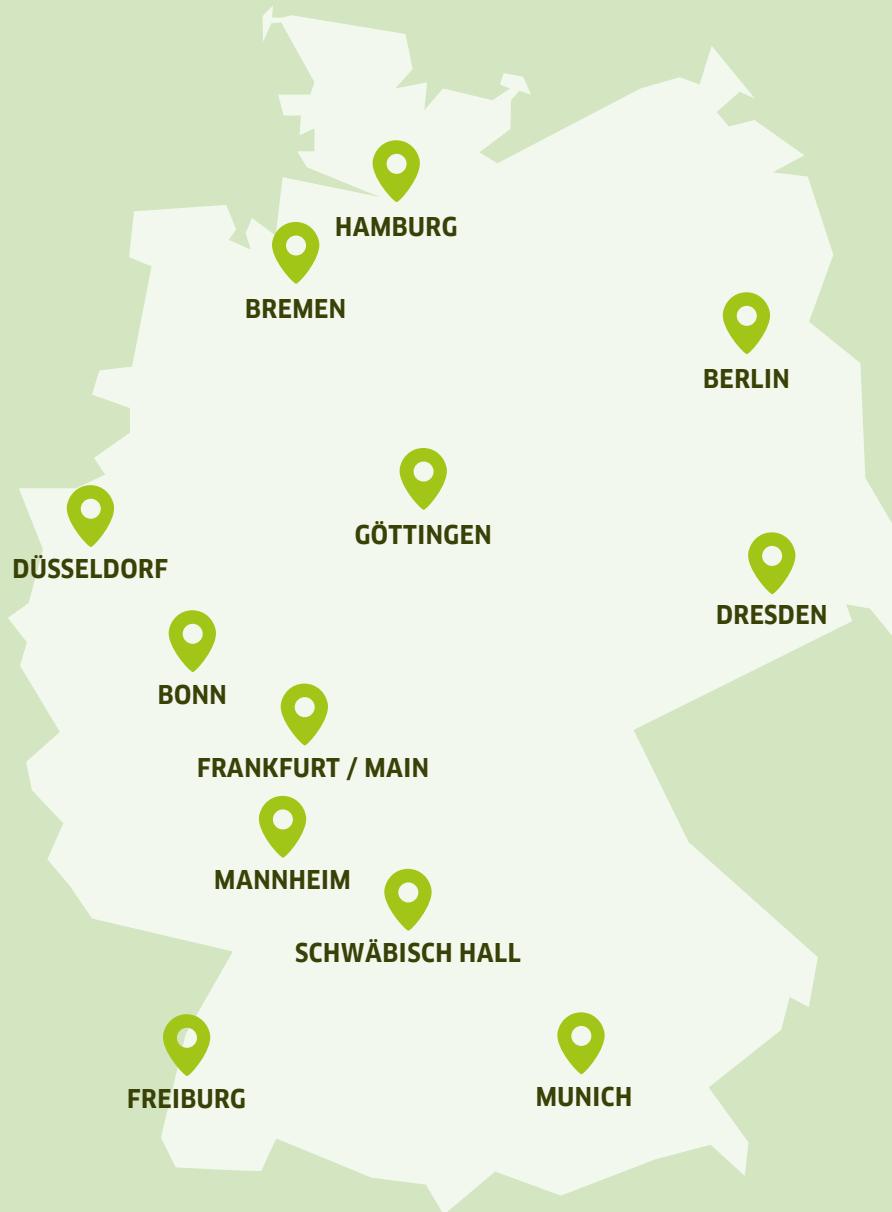 HAMBURG
BREMEN
BERLIN
GÖTTINGEN
DÜSSELDORF
DRESDEN
BONN
FRANKFURT / MAIN
MANNHEIM
SCHWÄBISCH HALL
FREIBURG
MUNICH